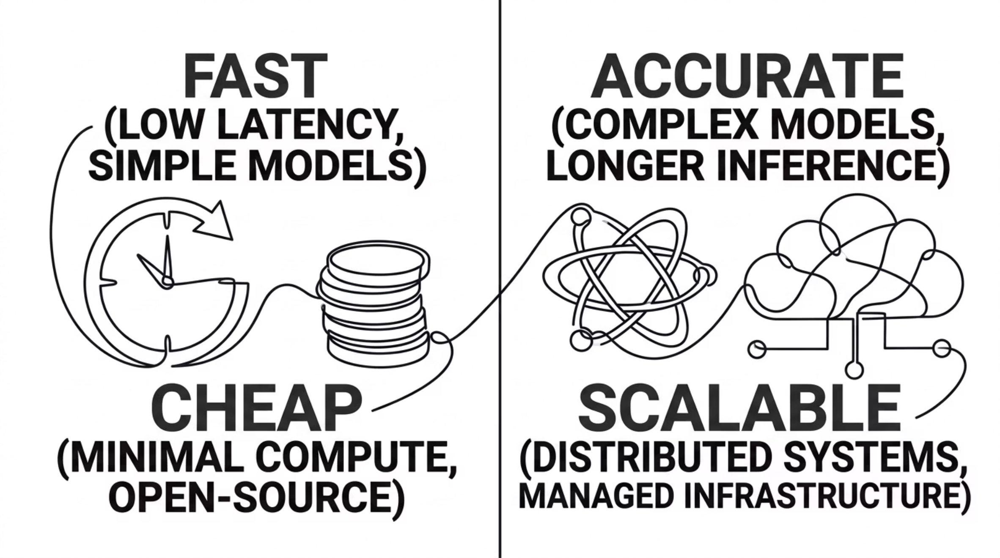 FAST
(LOW LATENCY,
SIMPLE MODELS)
CHEAP
(MINIMAL COMPUTE,
OPEN-SOURCE)
ACCURATE
(COMPLEX MODELS,
LONGER INFERENCE)
SCALABLE
(DISTRIBUTED SYSTEMS,
MANAGED INFRASTRUCTURE)